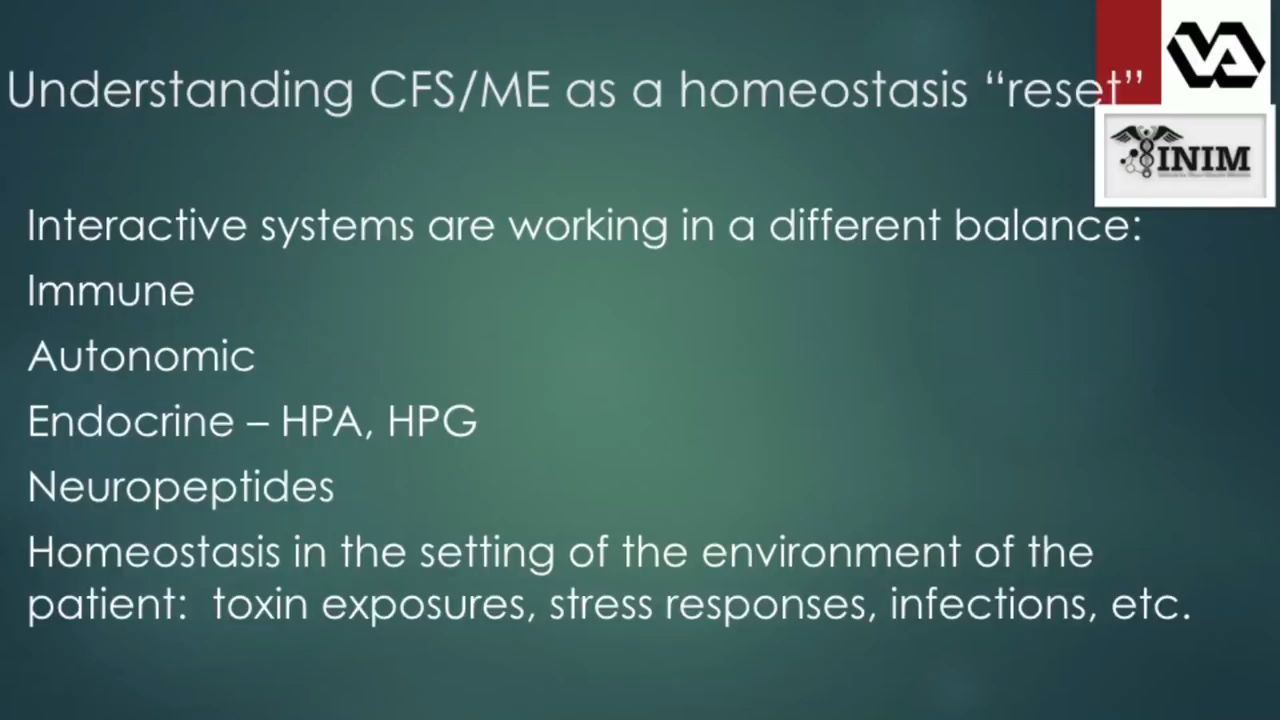 Understanding CFS/ME as a homeostasis “reset”
VA
INIM
Interactive systems are working in a different balance:
Immune
Autonomic
Endocrine – HPA, HPG
Neuropeptides
Homeostasis in the setting of the environment of the
patient:  toxin exposures, stress responses, infections, etc.